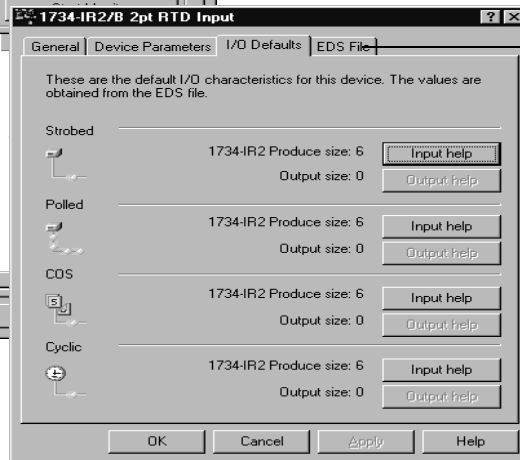 1734-IR2/B 2pt RTD Input
General
Device Parameters
I/O Defaults
EDS File
These are the default I/O characteristics for this device. The values are
obtained from the EDS file.
Strobed
1734-IR2 Produce size: 6
Input help
Output size: 0
Output help
Polled
1734-IR2 Produce size: 6
Input help
Output size: 0
Output help
COS
1734-IR2 Produce size: 6
Input help
Output size: 0
Output help
Cyclic
1734-IR2 Produce size: 6
Input help
Output size: 0
Output help
OK
Cancel
Apply
Help